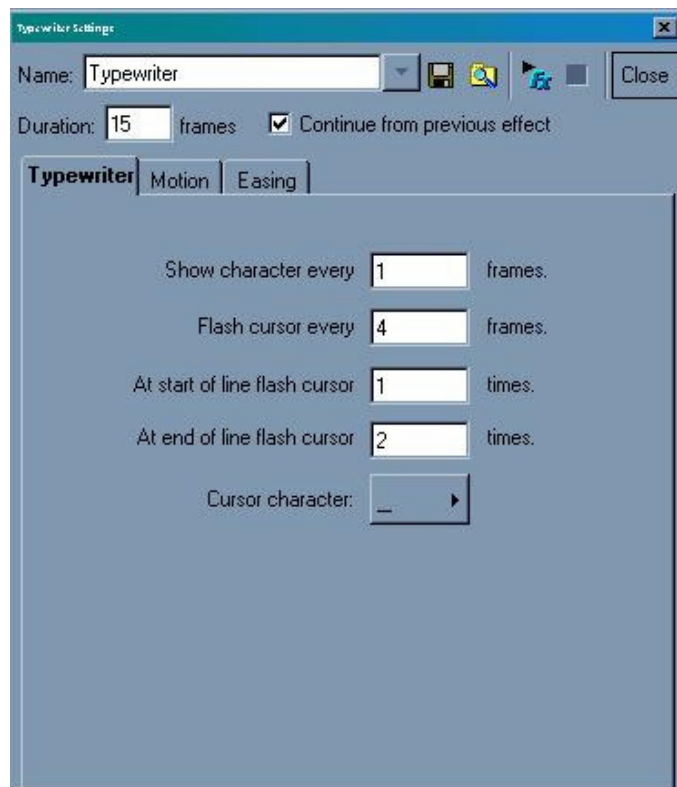 Typewriter Settings
Name: Typewriter Close
Duration: 15 frames Continue from previous effect
Typewriter Motion Easing
Show character every 1 frames.
Flash cursor every 4 frames.
At start of line flash cursor 1 times.
At end of line flash cursor 2 times.
Cursor character: _